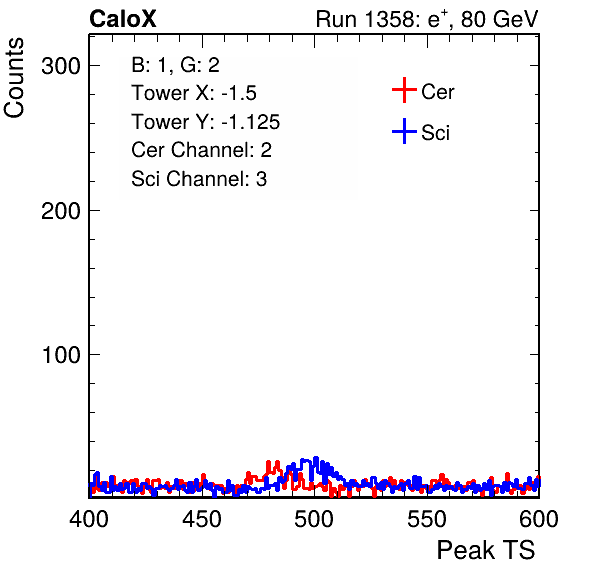 CaloX Run 1358: e⁺, 80 GeV
Counts
B: 1, G: 2
Tower X: -1.5
Tower Y: -1.125
Cer Channel: 2
Sci Channel: 3
Cer
Sci
300
200
100
400 450 500 550 600
Peak TS